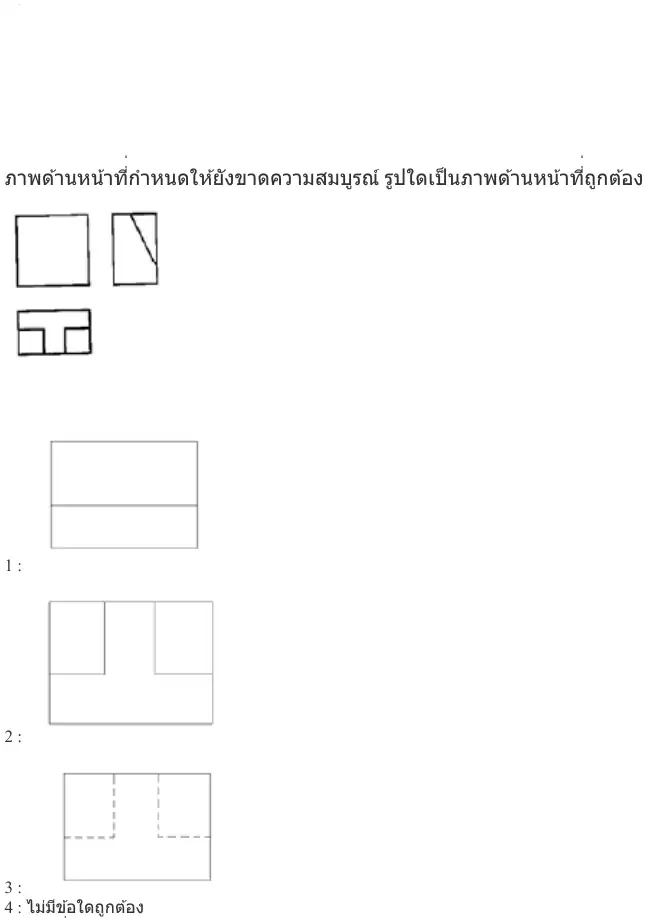 ภาพด้านหน้าที่กำหนดให้ยังขาดความสมบูรณ์ รูปใดเป็นภาพด้านหน้าที่ถูกต้อง
1 :
2 :
3 :
4 : ไม่มีข้อใดถูกต้อง